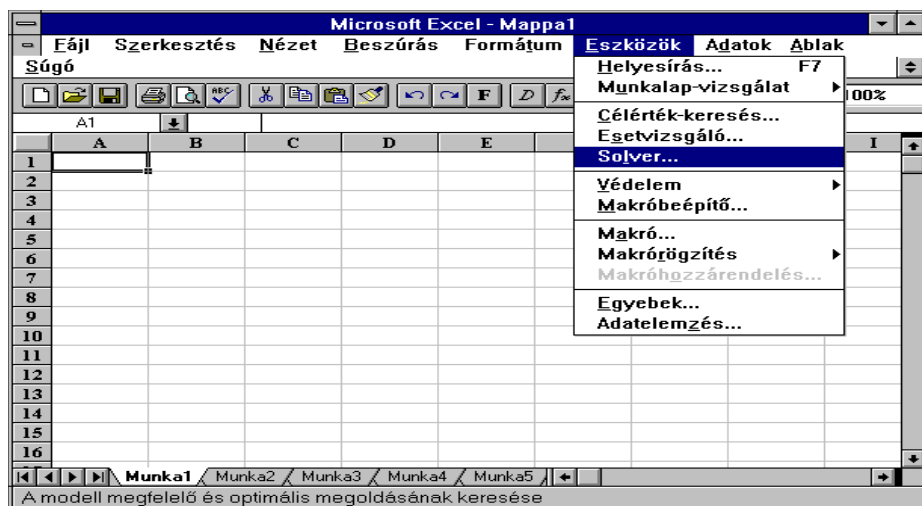 Microsoft Excel - Mappa1
Fájl Szerkesztés Nézet Beszúrás Formátum Eszközök Adatok Ablak
Súgó
Helyesírás... F7
Munkalap-vizsgálat
Célérték-keresés...
Esetvizsgáló...
Solver...
Védelem
Makróbeépítő...
Makró...
Makrórögzítés
Makróhozzárendelés...
Egyebek...
Adatelemzés...
ABC F D fx 100%
A1
A B C D E I
1
2
3
4
5
6
7
8
9
10
11
12
13
14
15
16
Munka1 Munka2 Munka3 Munka4 Munka5
A modell megfelelő és optimális megoldásának keresése